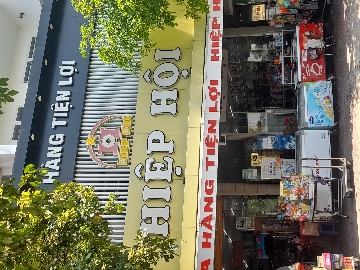 HÀNG TIỆN LỢI
HIỆP HỘI
A HÀNG TIỆN LỢI HIỆP H